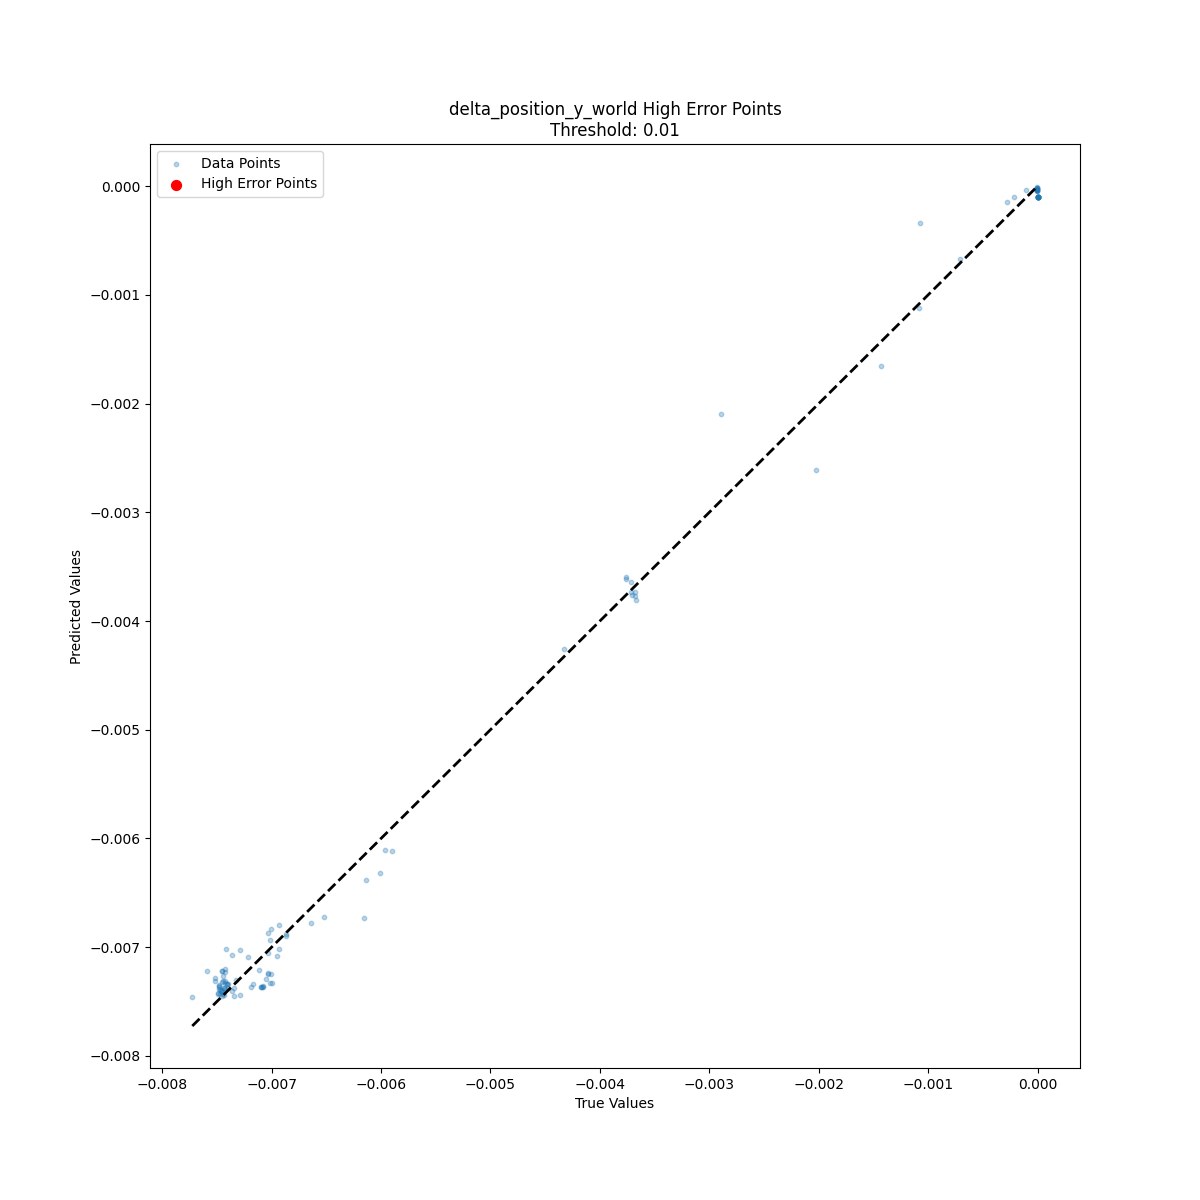 delta_position_y_world High Error Points
Threshold: 0.01
Data Points
High Error Points
0.000
−0.001
−0.002
−0.003
−0.004
−0.005
−0.006
−0.007
−0.008
Predicted Values
−0.008 −0.007 −0.006 −0.005 −0.004 −0.003 −0.002 −0.001 0.000
True Values